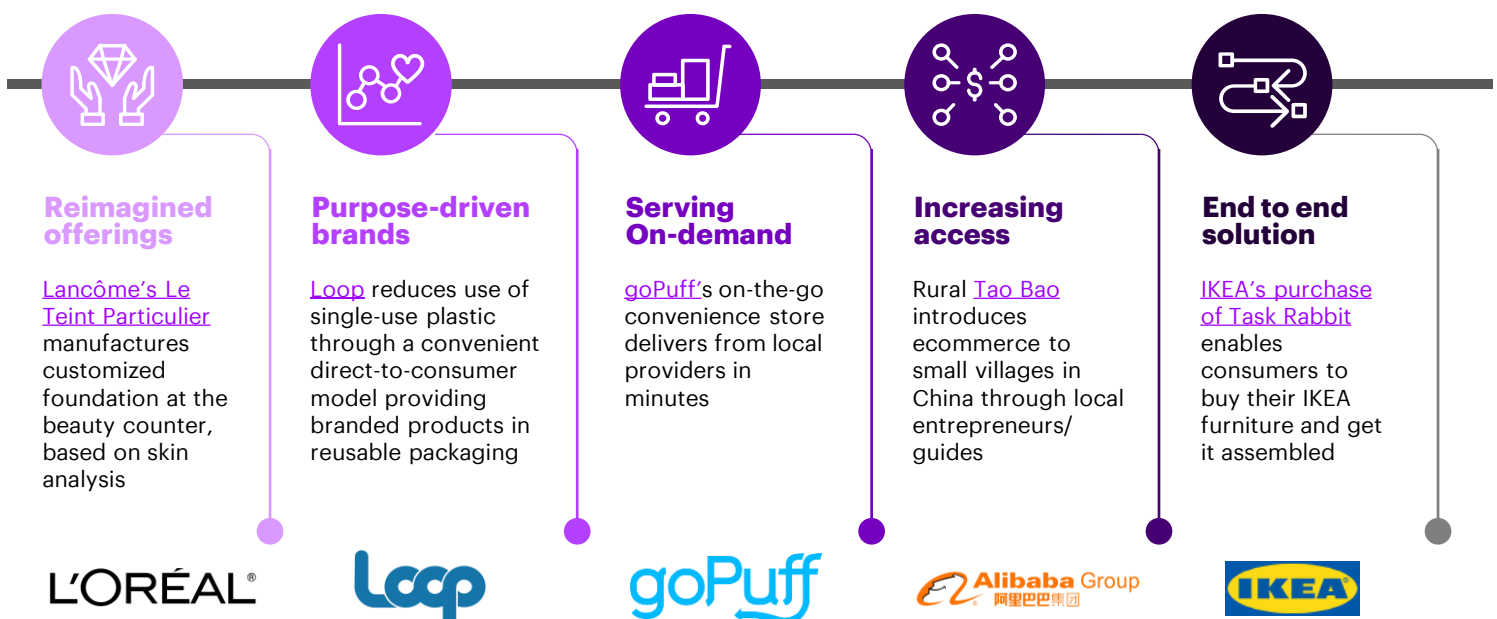 $
Reimagined
offerings
Lancôme's Le
Teint Particulier
manufactures
customized
foundation at the
beauty counter,
based on skin
analysis
L'ORÉAL®
Purpose-driven
brands
Loop reduces use of
single-use plastic
through a convenient
direct-to-consumer
model providing
branded products in
reusable packaging
Loop
Serving
On-demand
goPuff's on-the-go
convenience store
delivers from local
providers in
minutes
goPuff
Increasing
access
Rural Tao Bao
introduces
ecommerce to
small villages in
China through local
entrepreneurs/
guides
Alibaba Group
阿里巴巴集团
End to end
solution
IKEA's purchase
of Task Rabbit
enables
consumers to
buy their IKEA
furniture and get
it assembled
IKEA®